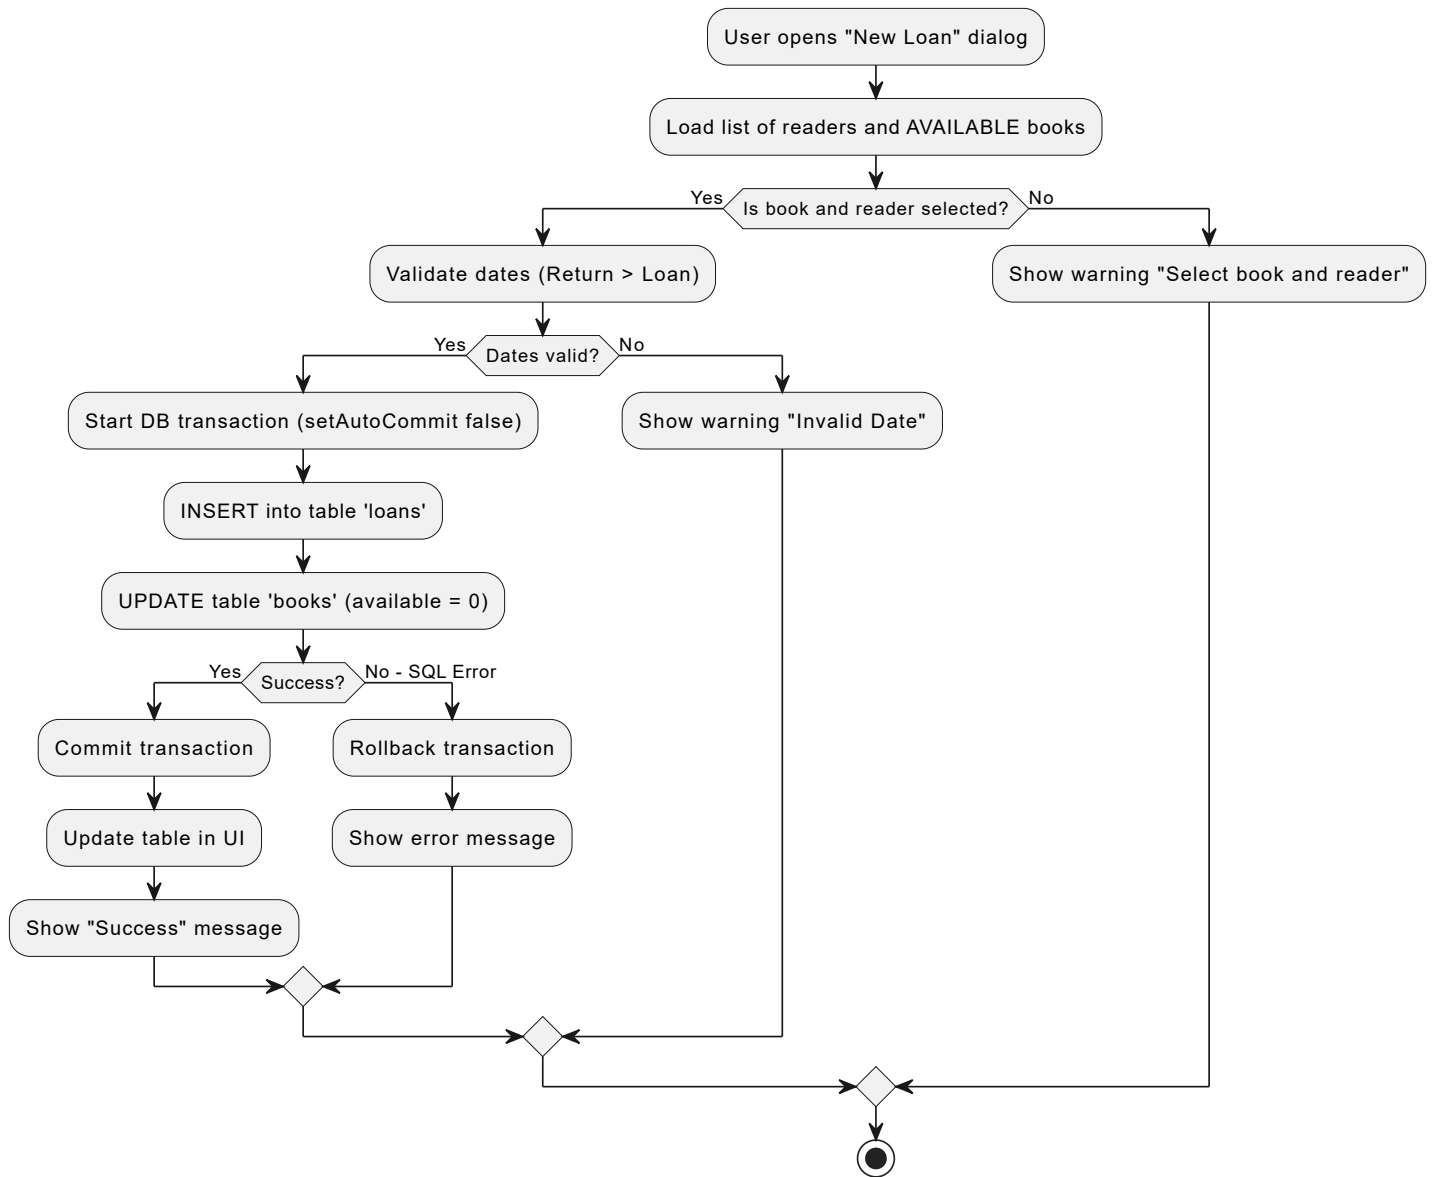 User opens "New Loan" dialog
Load list of readers and AVAILABLE books
Yes
Is book and reader selected?
No
Validate dates (Return > Loan)
Show warning "Select book and reader"
Yes
Dates valid?
No
Start DB transaction (setAutoCommit false)
Show warning "Invalid Date"
INSERT into table 'loans'
UPDATE table 'books' (available = 0)
Yes
Success?
No - SQL Error
Commit transaction
Rollback transaction
Update table in UI
Show error message
Show "Success" message